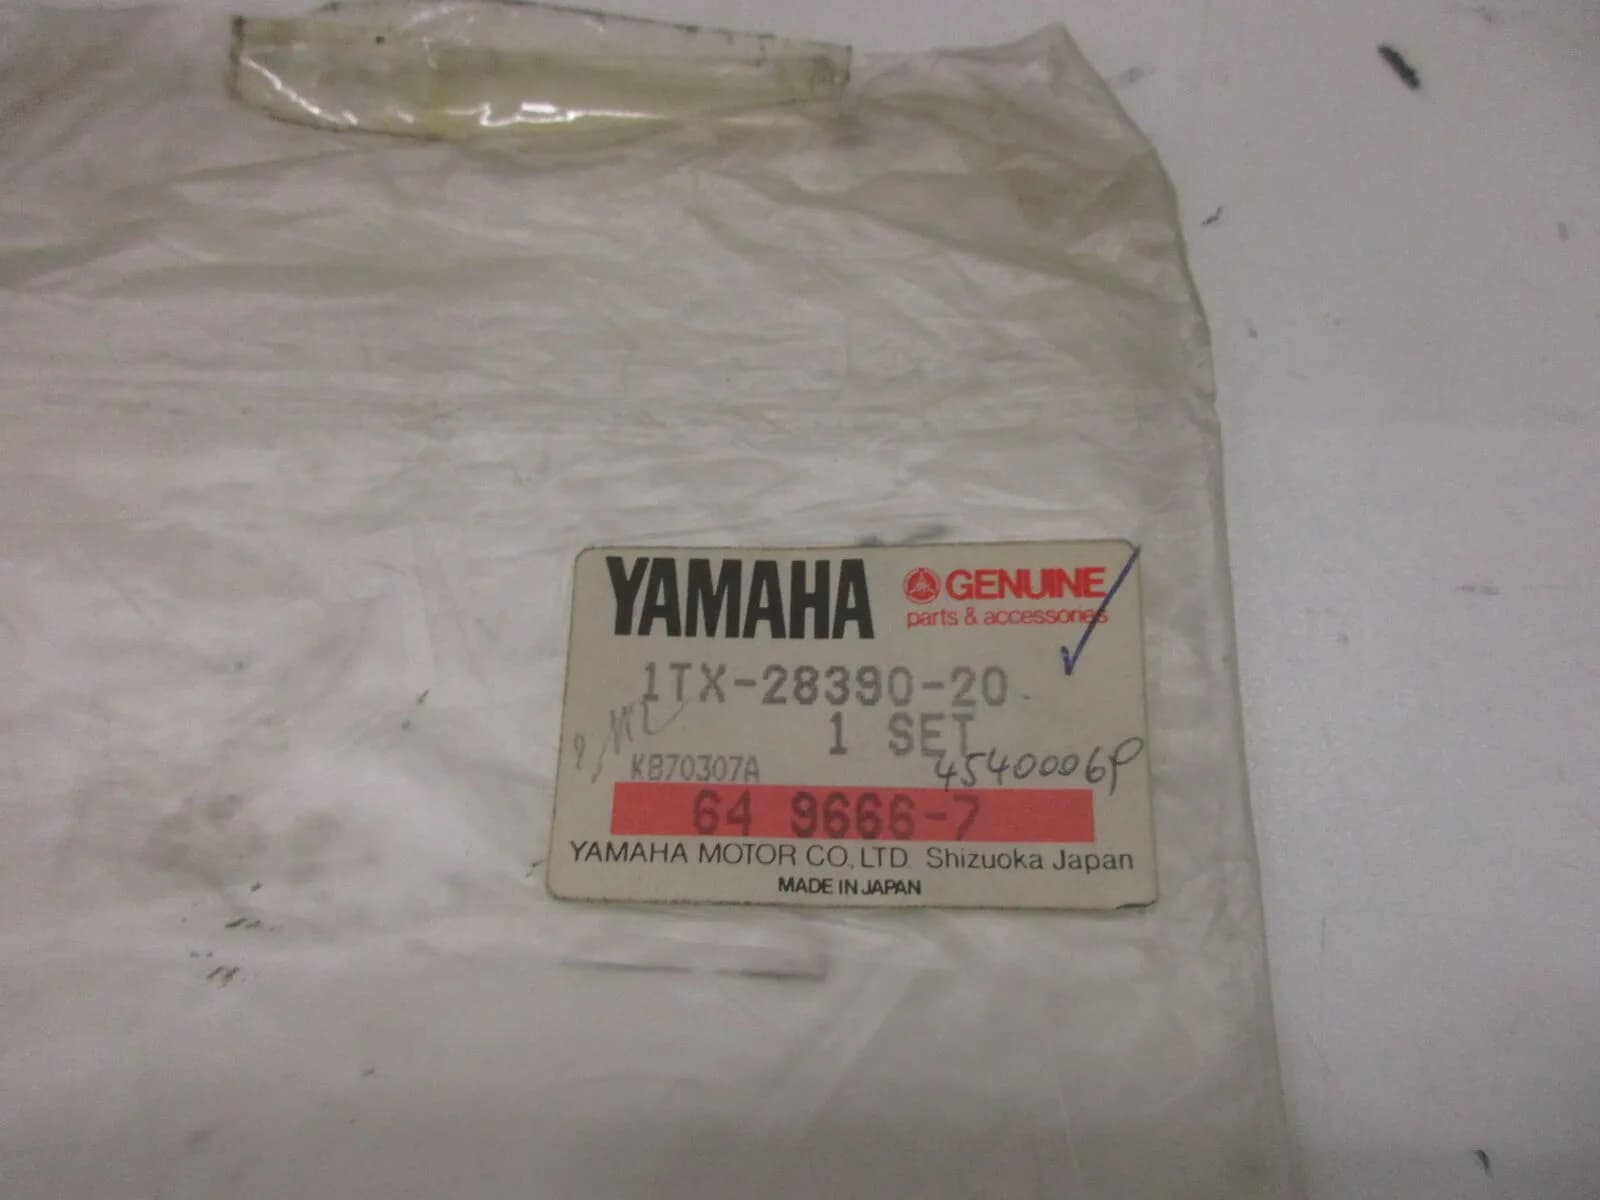 YAMAHA GENUINE
parts & accessories
1TX-28390-20
1 SET
K870307A 4540006P
64 9666-7
YAMAHA MOTOR CO., LTD. Shizuoka Japan
MADE IN JAPAN